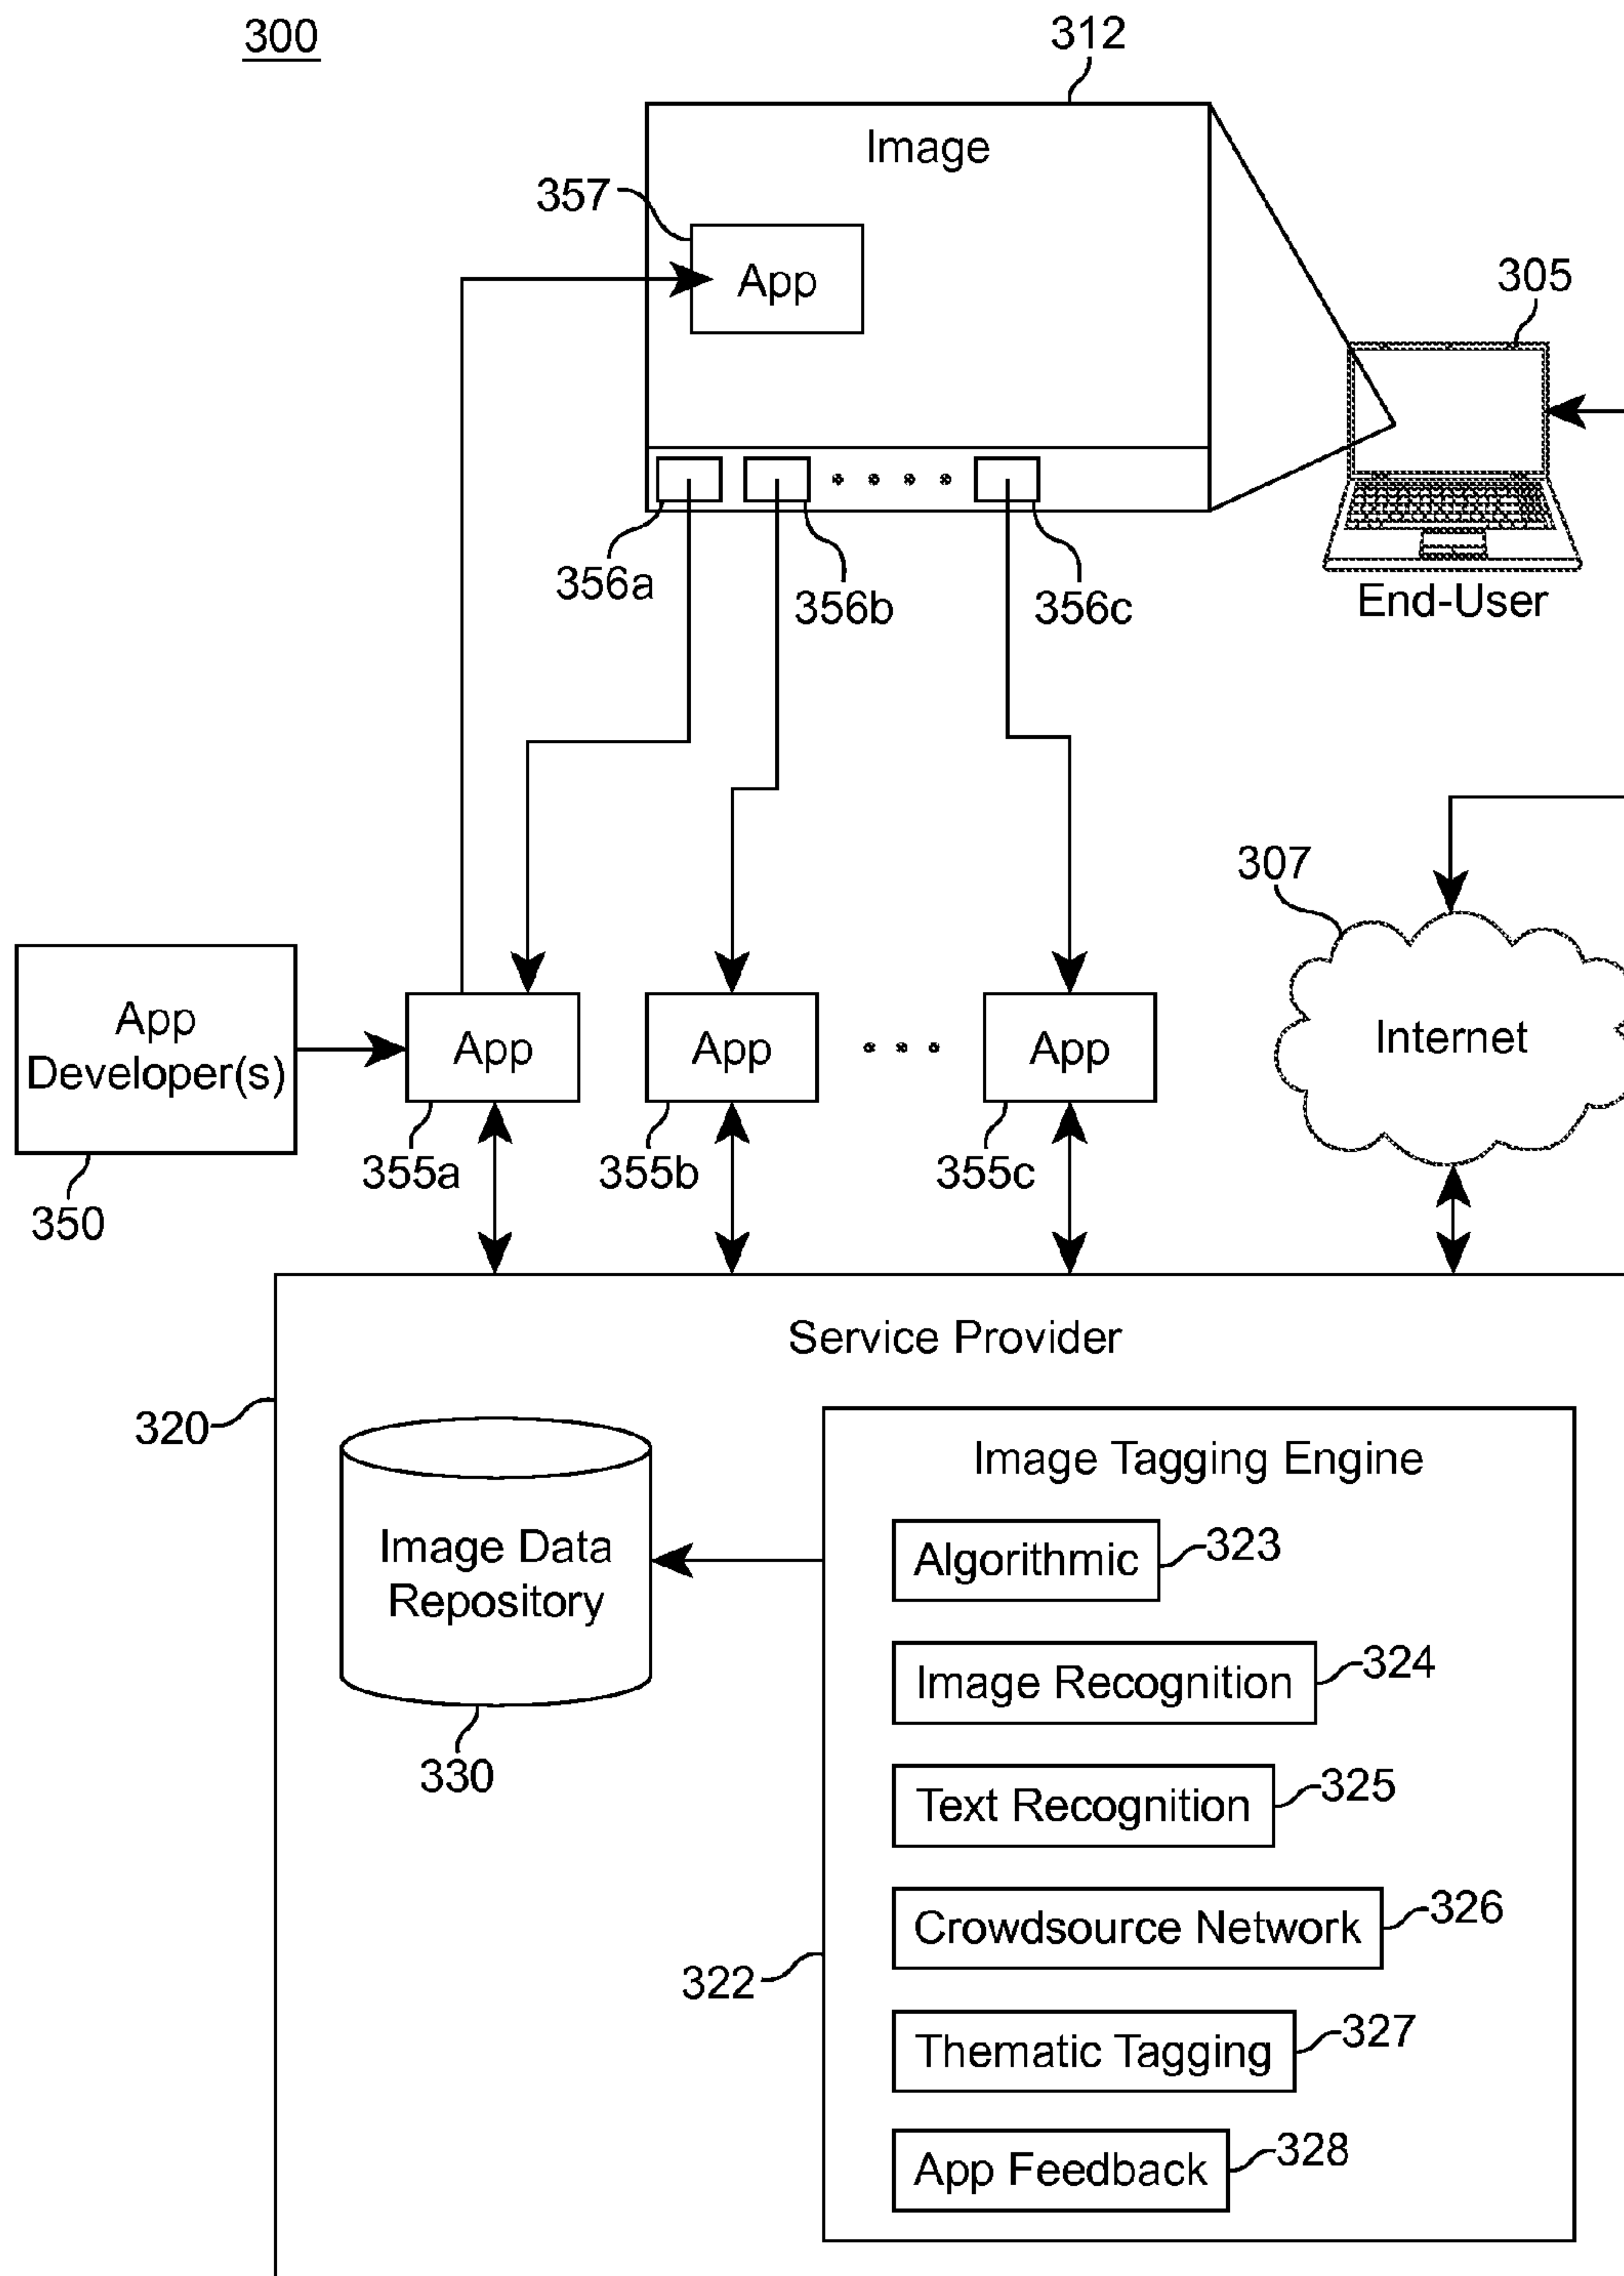 300
312
Image
357
App
305
356a
356b
356c
End-User
307
Internet
App
Developer(s)
350
App
App
App
355a
355b
355c
Service Provider
320
Image Data
Repository
330
Image Tagging Engine
Algorithmic
323
Image Recognition
324
Text Recognition
325
Crowdsource Network
326
322
Thematic Tagging
327
App Feedback
328